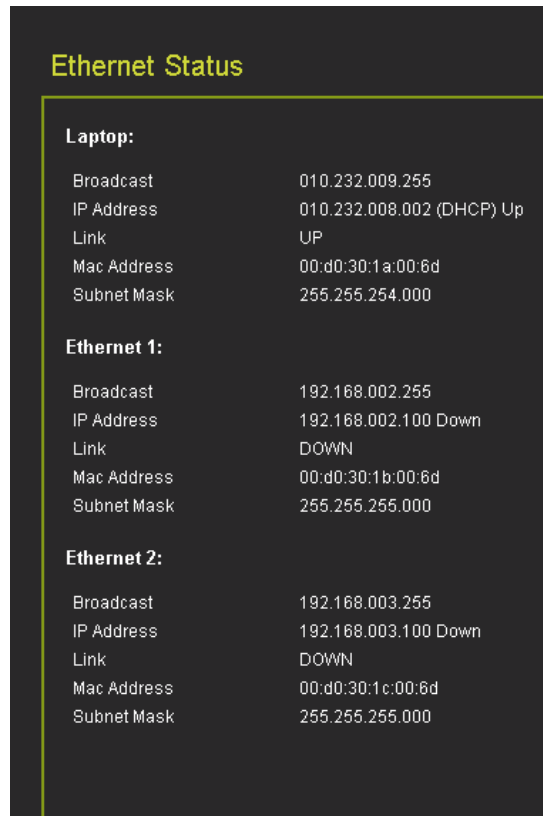 Ethernet Status
Laptop:
Broadcast 010.232.009.255
IP Address 010.232.008.002 (DHCP) Up
Link UP
Mac Address 00:d0:30:1a:00:6d
Subnet Mask 255.255.254.000
Ethernet 1:
Broadcast 192.168.002.255
IP Address 192.168.002.100 Down
Link DOWN
Mac Address 00:d0:30:1b:00:6d
Subnet Mask 255.255.255.000
Ethernet 2:
Broadcast 192.168.003.255
IP Address 192.168.003.100 Down
Link DOWN
Mac Address 00:d0:30:1c:00:6d
Subnet Mask 255.255.255.000